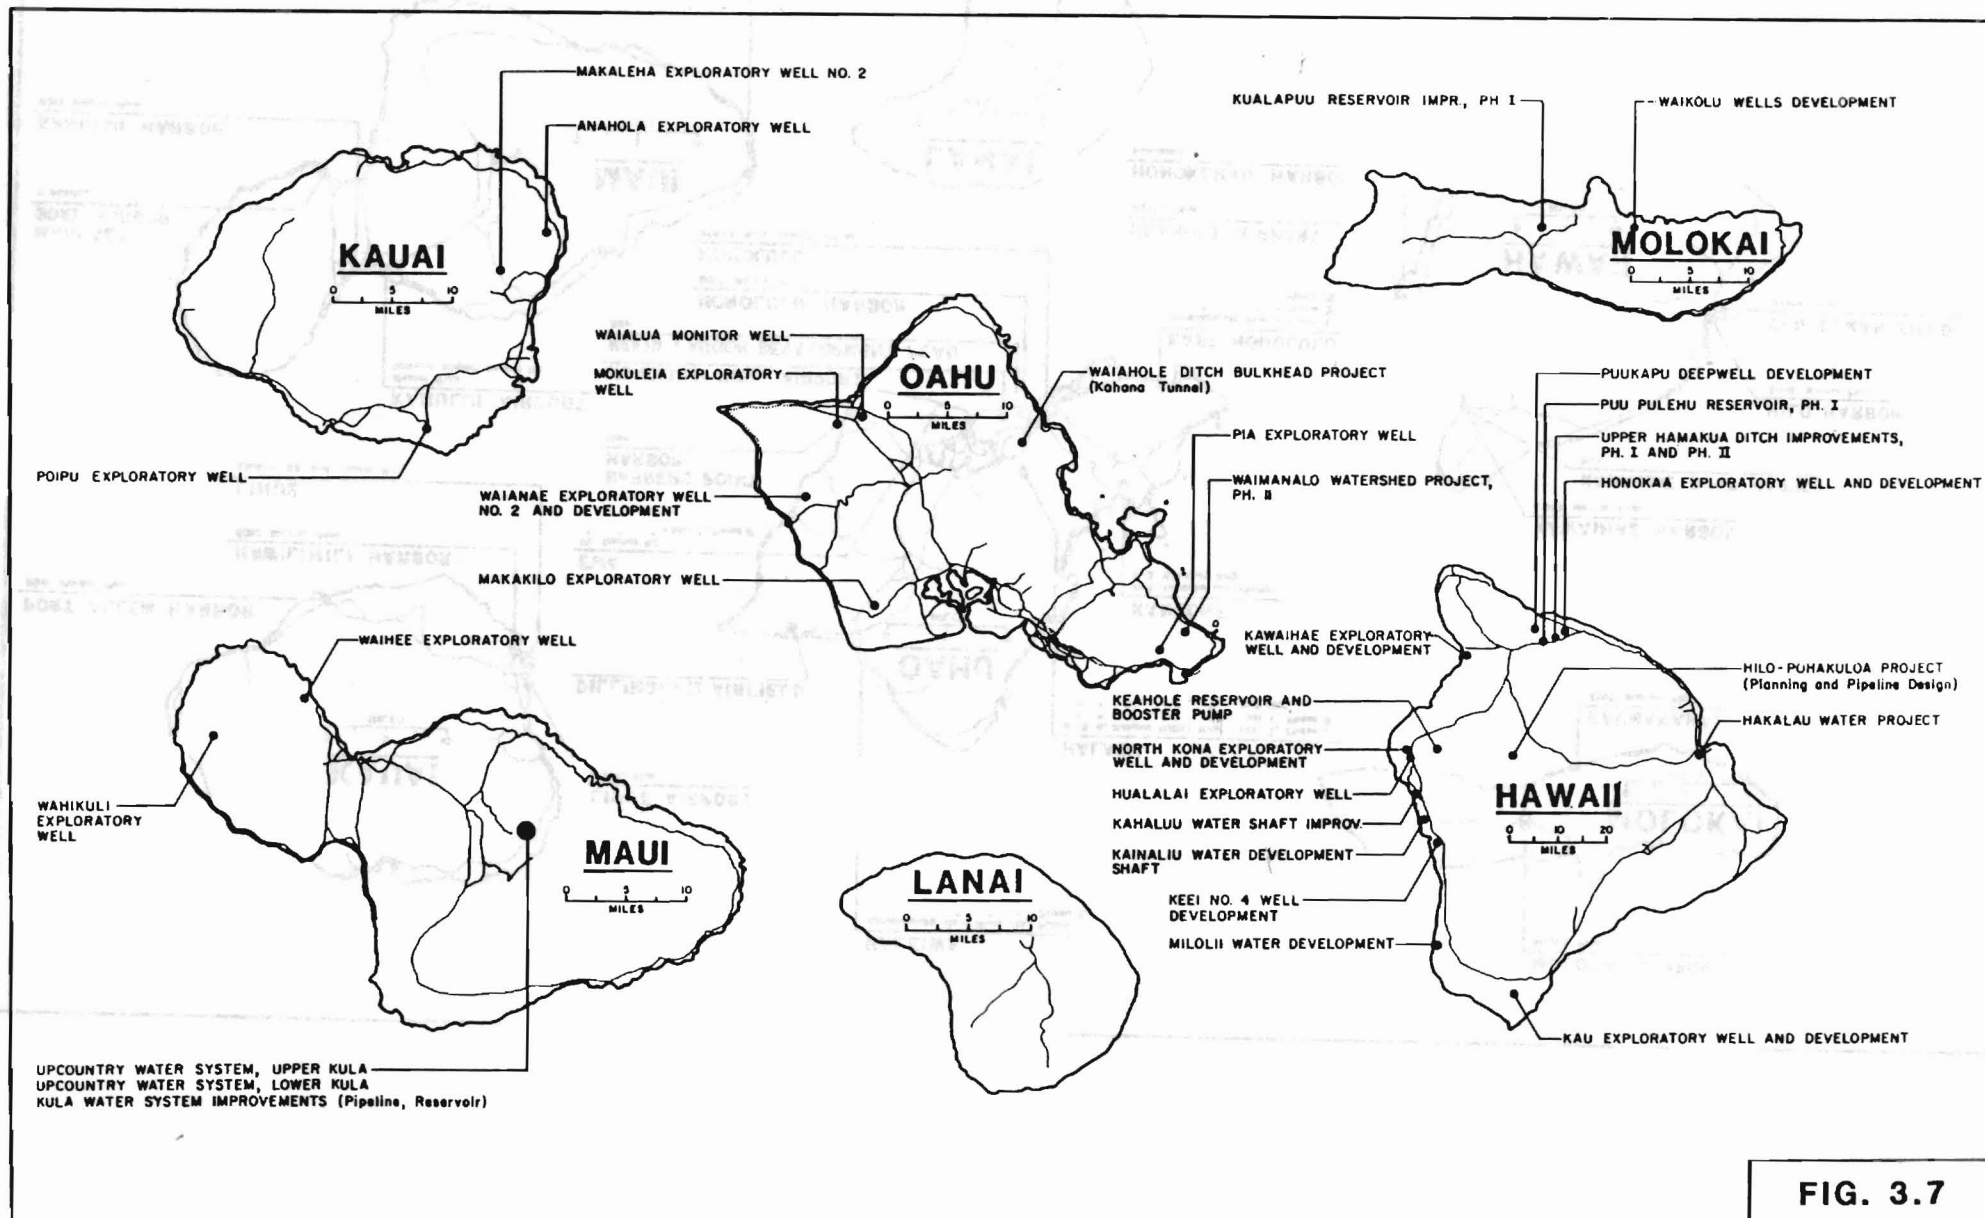 MAKALEHA EXPLORATORY WELL NO. 2
ANAHOLA EXPLORATORY WELL
KAUAI
0 5 10
MILES
POIPU EXPLORATORY WELL
KUALAPUU RESERVOIR IMPR., PH I
WAIKOLU WELLS DEVELOPMENT
MOLOKAI
0 5 10
MILES
WAIALUA MONITOR WELL
MOKULEIA EXPLORATORY
WELL
OAHU
0 5 10
MILES
WAIAHOLE DITCH BULKHEAD PROJECT
(Kahana Tunnel)
PIA EXPLORATORY WELL
WAIMANALO WATERSHED PROJECT,
PH. II
WAIANAE EXPLORATORY WELL
NO. 2 AND DEVELOPMENT
MAKAKILO EXPLORATORY WELL
PUUKAPU DEEPWELL DEVELOPMENT
PUU PULEHU RESERVOIR, PH. I
UPPER HAMAKUA DITCH IMPROVEMENTS,
PH. I AND PH. II
HONOKAA EXPLORATORY WELL AND DEVELOPMENT
KAWAIHAE EXPLORATORY
WELL AND DEVELOPMENT
HILO-POHAKULOA PROJECT
(Planning and Pipeline Design)
KEAHOLE RESERVOIR AND
BOOSTER PUMP
HAKALAU WATER PROJECT
NORTH KONA EXPLORATORY
WELL AND DEVELOPMENT
HUALALAI EXPLORATORY WELL
HAWAII
0 10 20
MILES
KAHALUU WATER SHAFT IMPROV.
KAINALIU WATER DEVELOPMENT
SHAFT
KEEI NO. 4 WELL
DEVELOPMENT
MILOLII WATER DEVELOPMENT
KAU EXPLORATORY WELL AND DEVELOPMENT
WAIHEE EXPLORATORY WELL
WAHIKULI
EXPLORATORY
WELL
MAUI
0 5 10
MILES
LANAI
0 5 10
MILES
UPCOUNTRY WATER SYSTEM, UPPER KULA
UPCOUNTRY WATER SYSTEM, LOWER KULA
KULA WATER SYSTEM IMPROVEMENTS (Pipeline, Reservoir)
FIG. 3.7